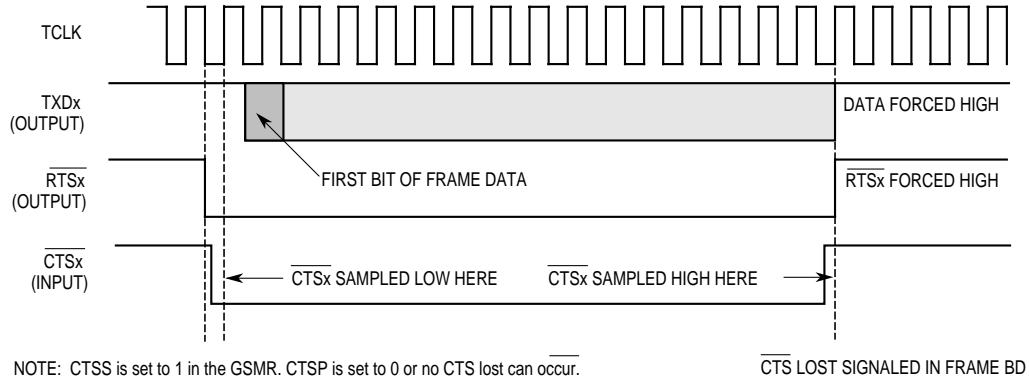 TCLK
TXDx
(OUTPUT)
DATA FORCED HIGH
FIRST BIT OF FRAME DATA
RTSx
(OUTPUT)
RTSx FORCED HIGH
CTSx
(INPUT)
CTSx SAMPLED LOW HERE
CTSx SAMPLED HIGH HERE
NOTE: CTSS is set to 1 in the GSMR. CTSP is set to 0 or no CTS lost can occur.
CTS LOST SIGNALED IN FRAME BD